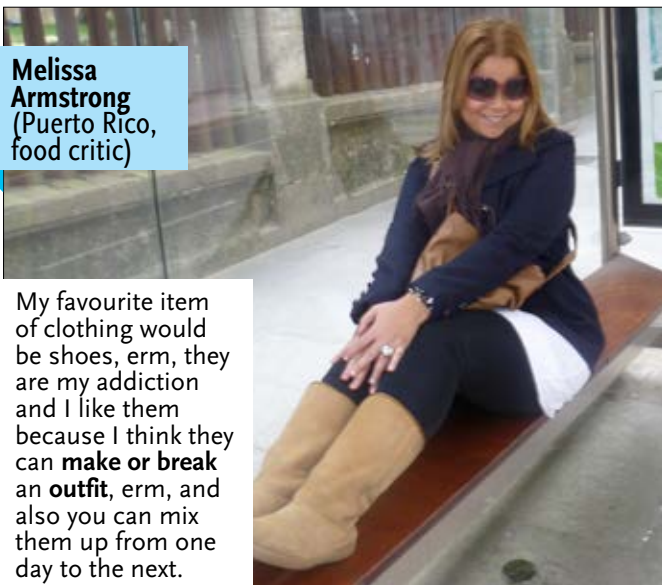 Melissa
Armstrong
(Puerto Rico,
food critic)
My favourite item
of clothing would
be shoes, erm, they
are my addiction
and I like them
because I think they
can make or break
an outfit, erm, and
also you can mix
them up from one
day to the next.